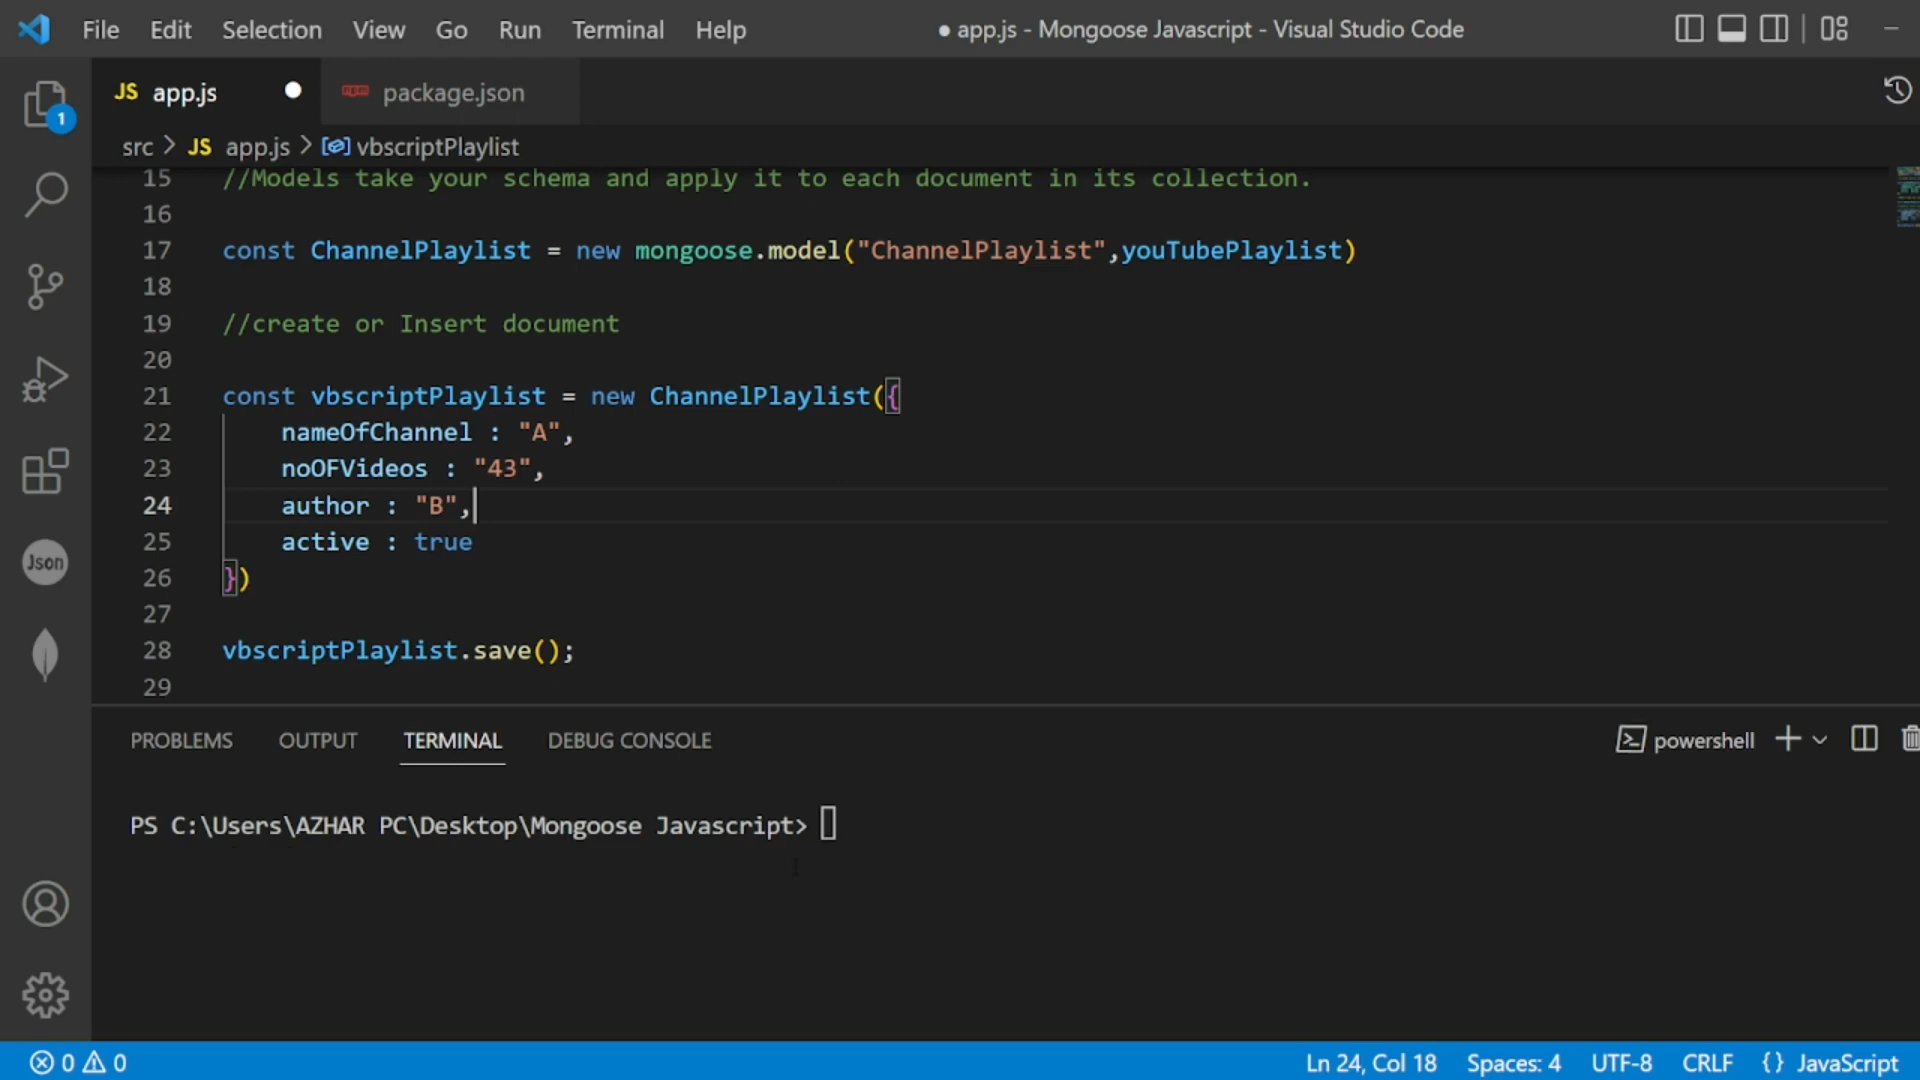 File Edit Selection View Go Run Terminal Help ● app.js - Mongoose Javascript - Visual Studio Code
JS app.js package.json
1
src > JS app.js > vbscriptPlaylist
15 //Models take your schema and apply it to each document in its collection.
16
17 const ChannelPlaylist = new mongoose.model("ChannelPlaylist",youTubePlaylist)
18
19 //create or Insert document
20
21 const vbscriptPlaylist = new ChannelPlaylist({
22 nameOfChannel : "A",
23 noOFVideos : "43",
24 author : "B",
25 active : true
26 })
27
28 vbscriptPlaylist.save();
29
Json
PROBLEMS OUTPUT TERMINAL DEBUG CONSOLE powershell
PS C:\Users\AZHAR PC\Desktop\Mongoose Javascript>
0 0 Ln 24, Col 18 Spaces: 4 UTF-8 CRLF {} JavaScript